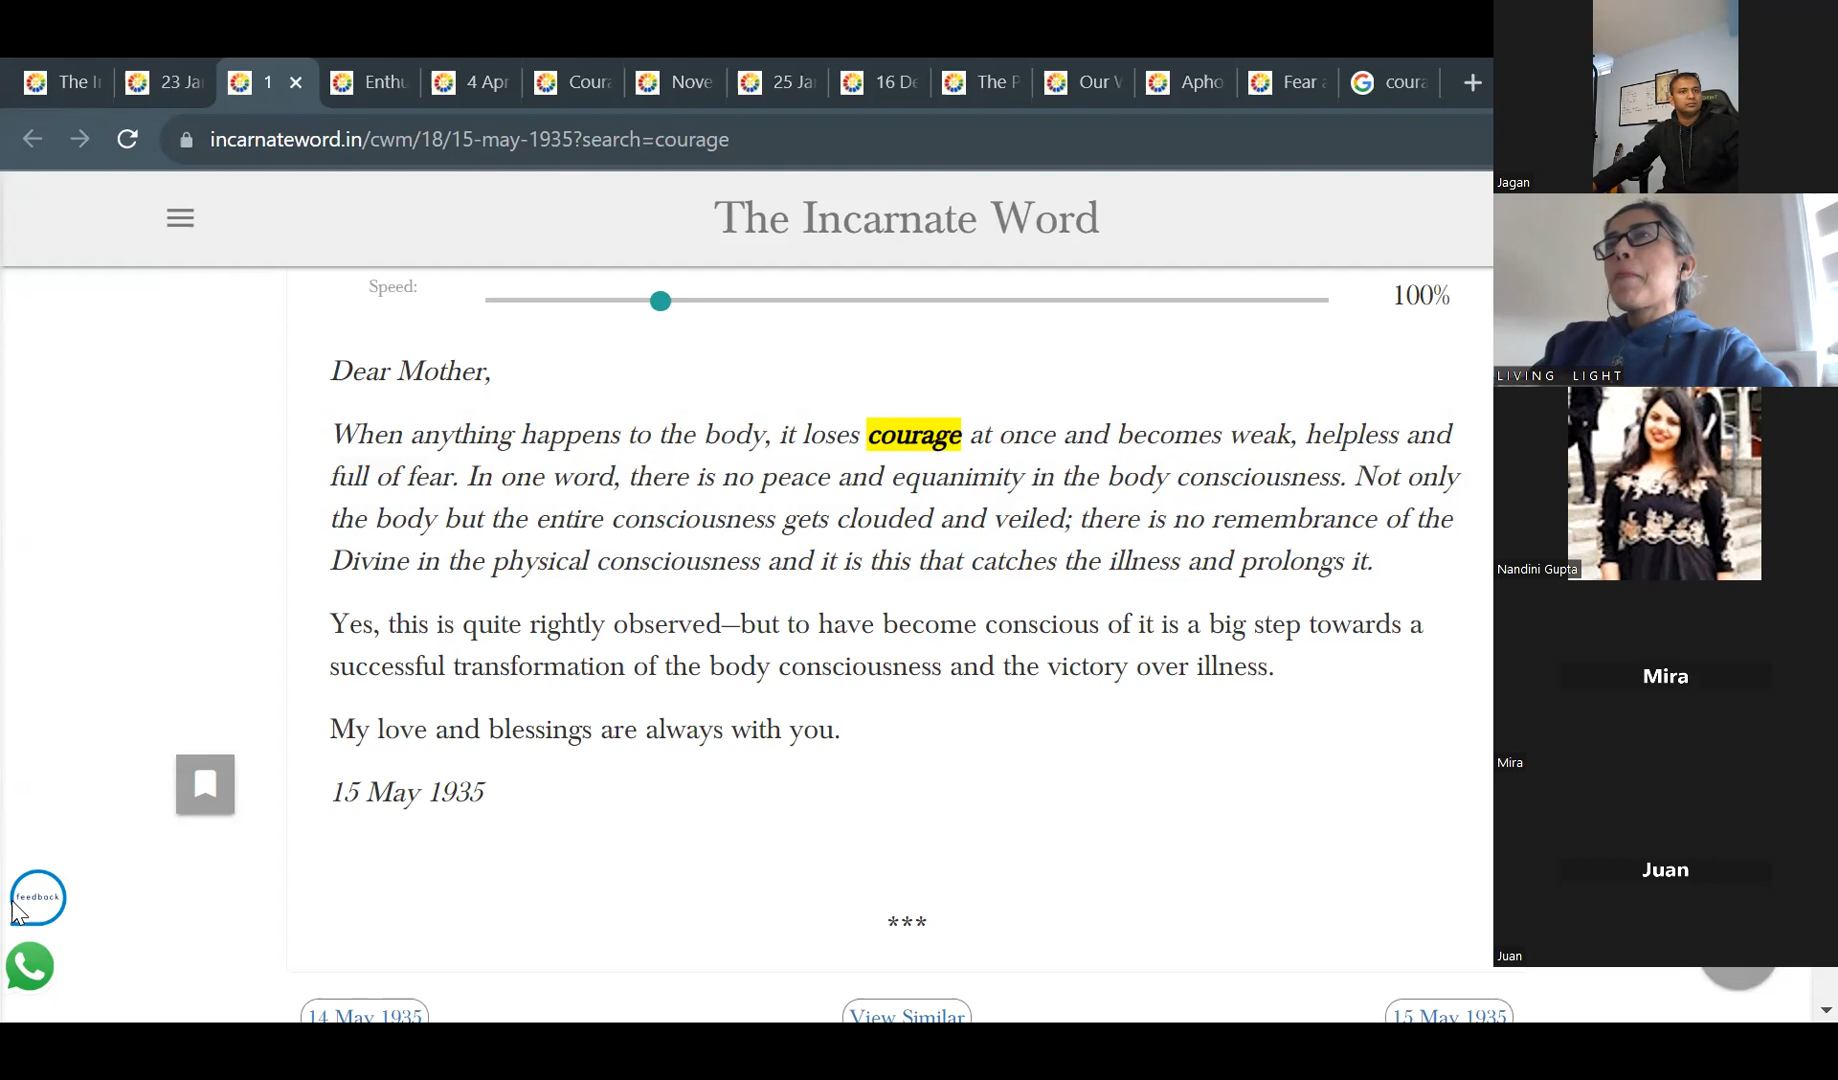 The I
23 Ja
1
Enthu
4 Apr
Coura
Nove
25 Ja
16 De
The P
Our V
Apho
Fear a
coura
incarnateword.in/cwm/18/15-may-1935?search=courage
The Incarnate Word
Speed:
100%
Dear Mother,
When anything happens to the body, it loses courage at once and becomes weak, helpless and
full of fear. In one word, there is no peace and equanimity in the body consciousness. Not only
the body but the entire consciousness gets clouded and veiled; there is no remembrance of the
Divine in the physical consciousness and it is this that catches the illness and prolongs it.
Yes, this is quite rightly observed—but to have become conscious of it is a big step towards a
successful transformation of the body consciousness and the victory over illness.
My love and blessings are always with you.
15 May 1935
feedback
***
14 May 1935
View Similar
15 May 1935
Jagan
LIVING LIGHT
Nandini Gupta
Mira
Mira
Juan
Juan